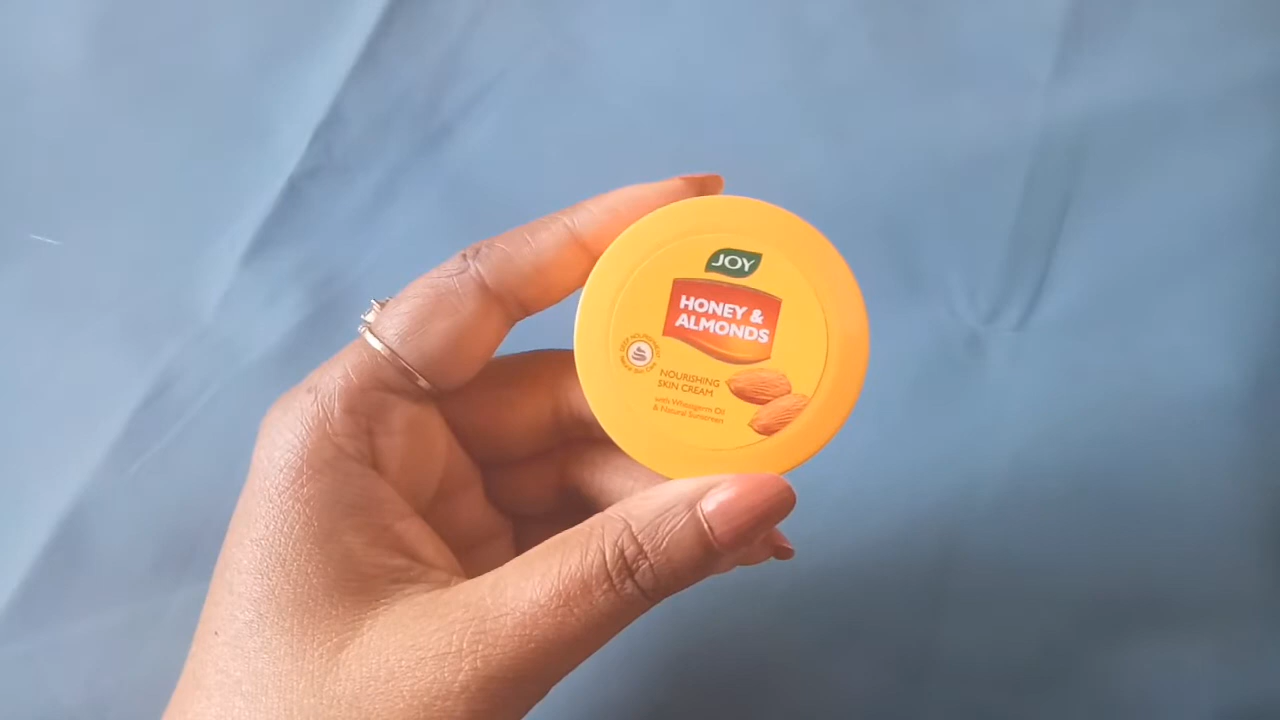 JOY
HONEY &
ALMONDS
NOURISHING
SKIN CREAM
with Wheatgerm Oil
& Natural Sunscreen